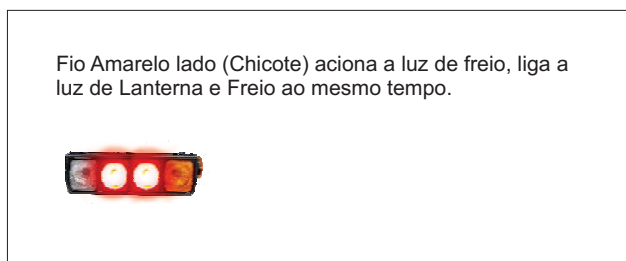 Fio Amarelo lado (Chicote) aciona a luz de freio, liga a
luz de Lanterna e Freio ao mesmo tempo.